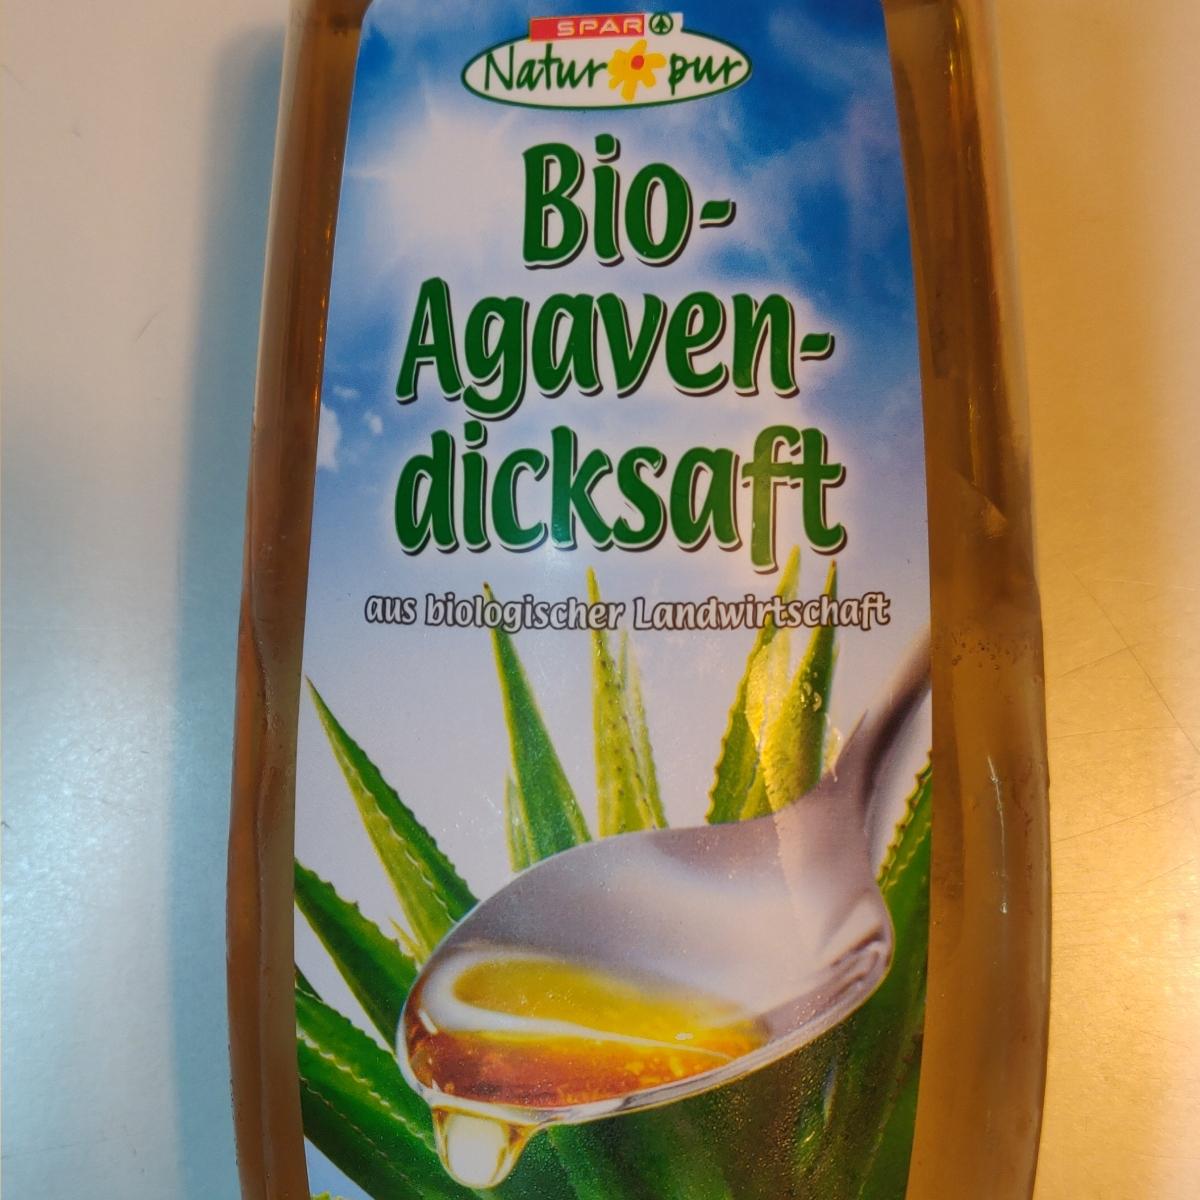 SPAR
Natur pur
Bio-
Agaven-
dicksaft
aus biologischer Landwirtschaft